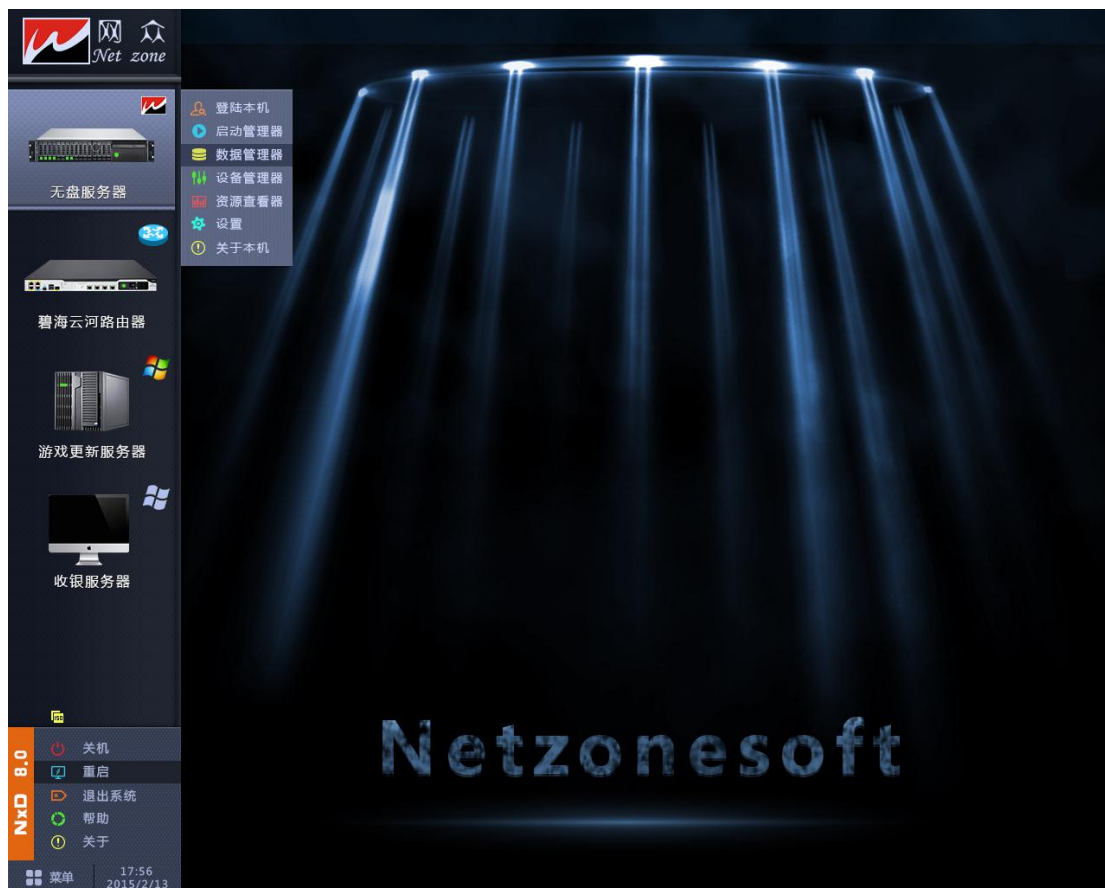 网 众
Net zone
无盘服务器
登陆本机
启动管理器
数据管理器
设备管理器
资源查看器
设置
关于本机
碧海云河路由器
游戏更新服务器
收银服务器
NxD 8.0
关机
重启
退出系统
帮助
关于
菜单
17:56
2015/2/13
Netzonesoft